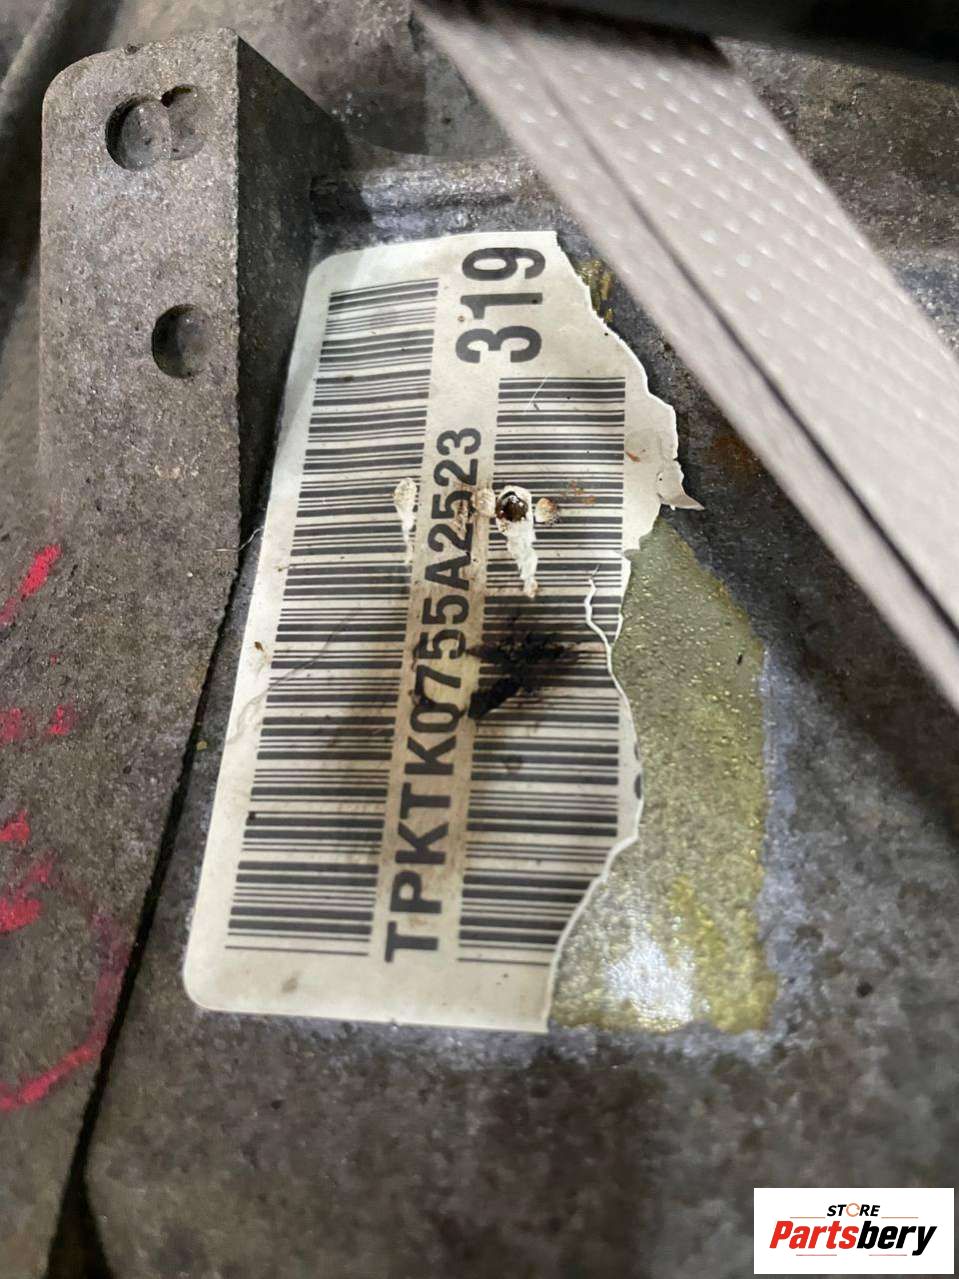 319
TPKTK0755A2523
STORE
Partsbery